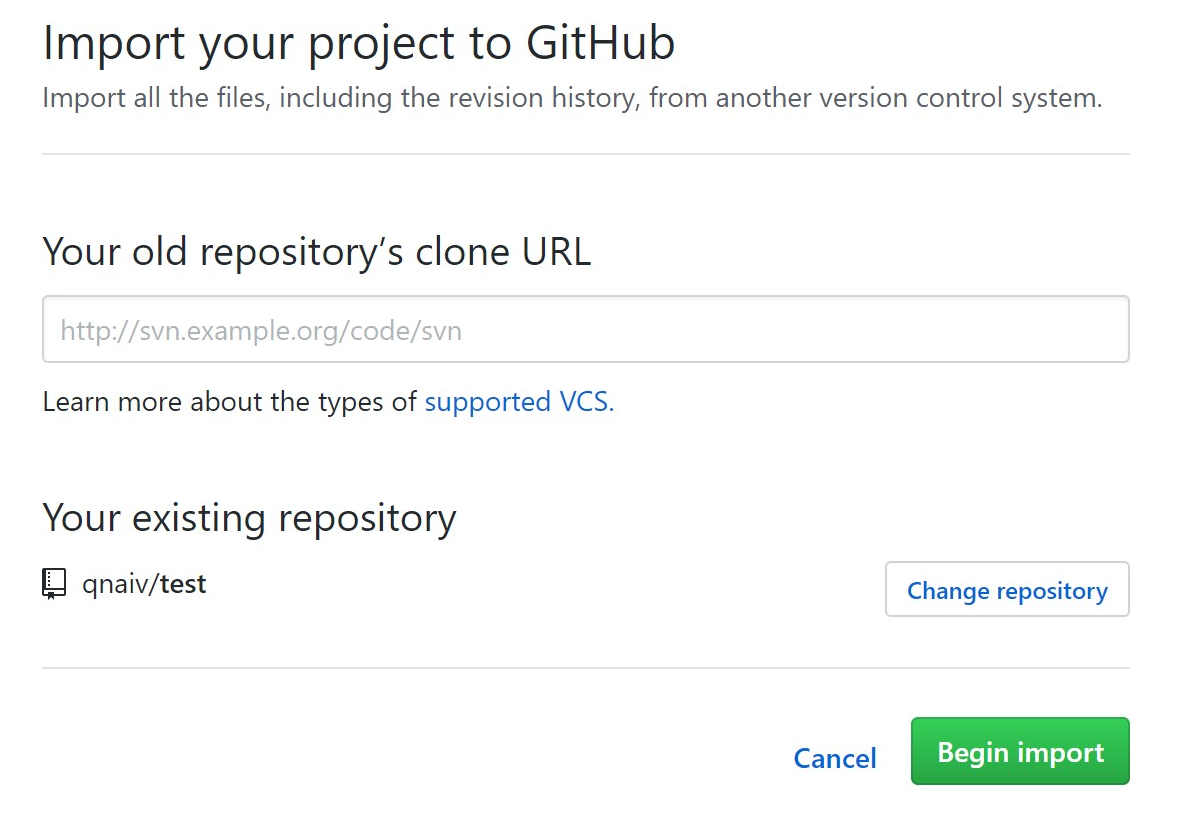 Import your project to GitHub
Import all the files, including the revision history, from another version control system.
Your old repository’s clone URL
http://svn.example.org/code/svn
Learn more about the types of supported VCS.
Your existing repository
qnaiv/test
Change repository
Cancel
Begin import